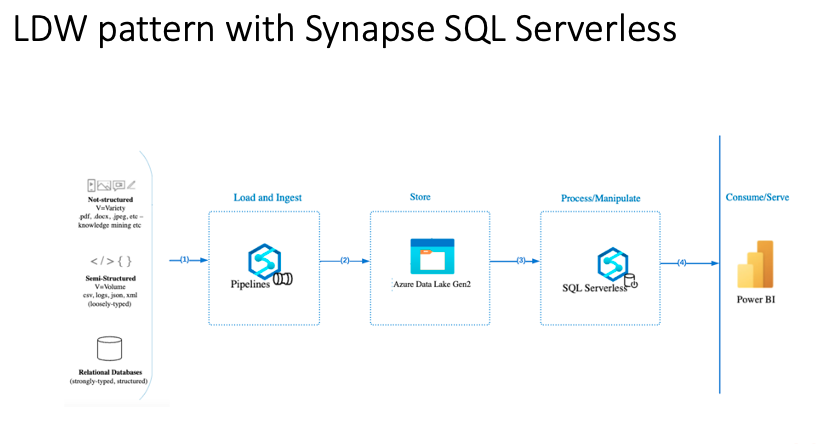 LDW pattern with Synapse SQL Serverless
Not-structured
V=Variety
.pdf, .docx, .jpeg, etc –
knowledge mining etc
</>{ }
Semi-Structured
V=Volume
csv, logs, json, xml
(loosely-typed)
Relational Databases
(strongly-typed, structured)
(1)
Load and Ingest
Pipelines
(2)
Store
Azure Data Lake Gen2
(3)
Process/Manipulate
SQL Serverless
(4)
Consume/Serve
Power BI